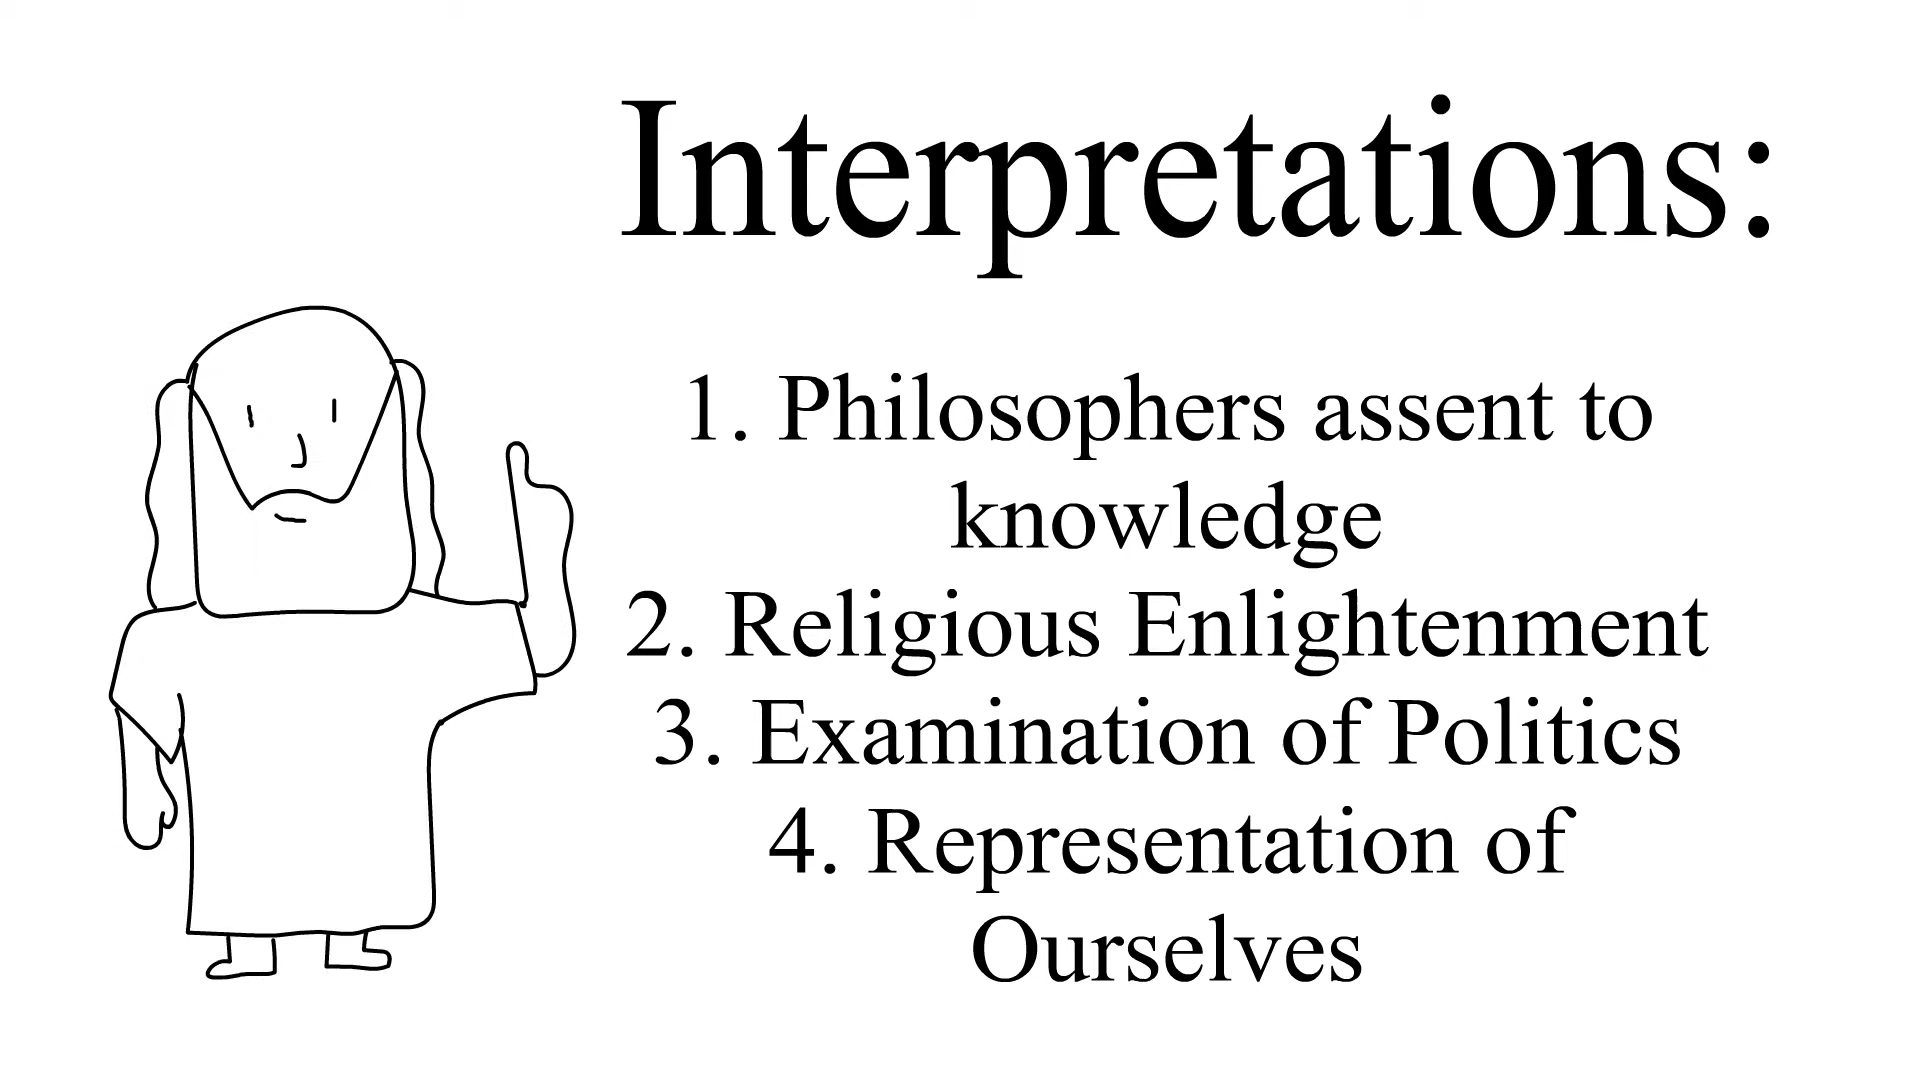 Interpretations:
1. Philosophers assent to
knowledge
2. Religious Enlightenment
3. Examination of Politics
4. Representation of
Ourselves